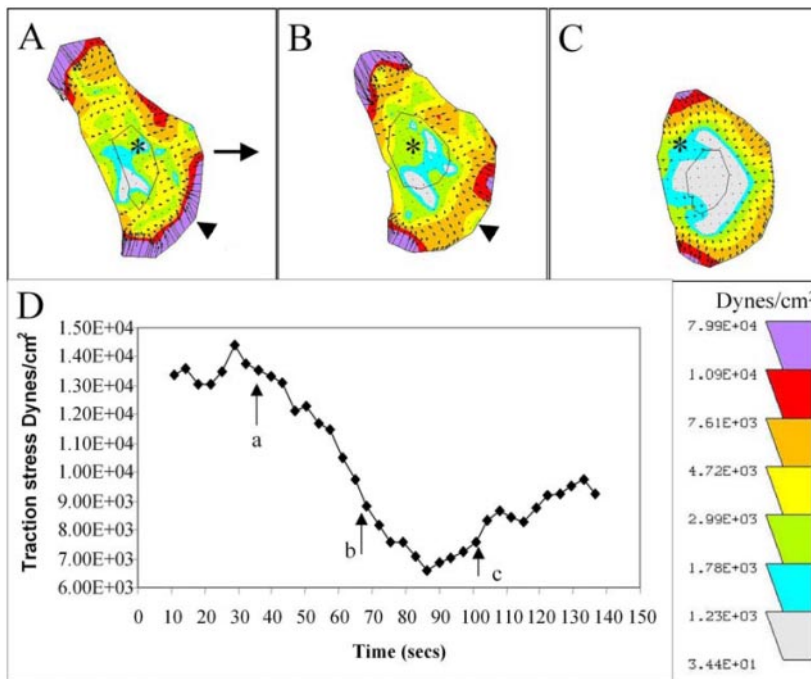 A
B
C
*
*
*
D
Traction stress Dynes/cm2
1.50E+04
1.40E+04
1.30E+04
1.20E+04
1.10E+04
1.00E+04
9.00E+03
8.00E+03
7.00E+03
6.00E+03
a
b
c
0 10 20 30 40 50 60 70 80 90 100 110 120 130 140 150
Time (secs)
Dynes/cm2
7.99E+04
1.09E+04
7.61E+03
4.72E+03
2.99E+03
1.78E+03
1.23E+03
3.44E+01